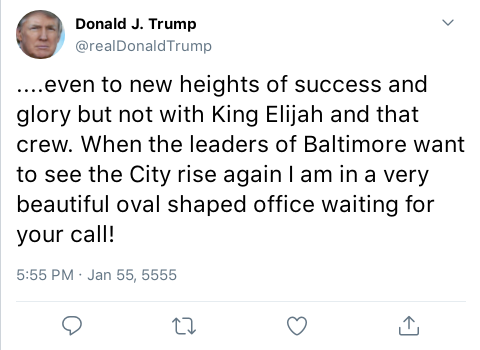 Donald J. Trump
@realDonaldTrump
....even to new heights of success and
glory but not with King Elijah and that
crew. When the leaders of Baltimore want
to see the City rise again I am in a very
beautiful oval shaped office waiting for
your call!
5:55 PM · Jan 55, 5555